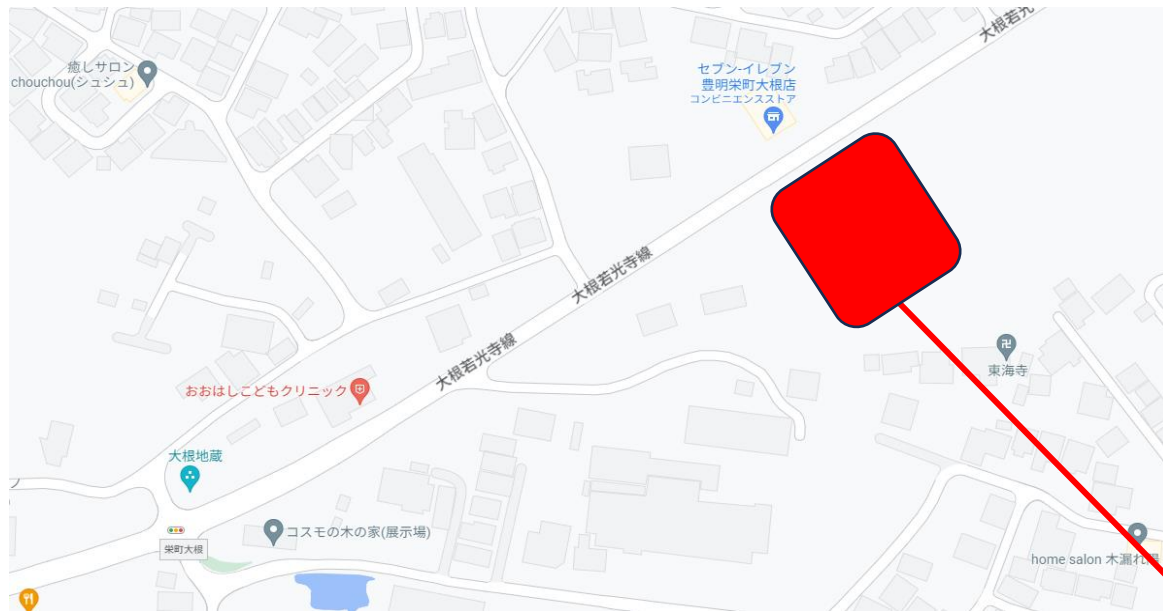 大根若光
癒しサロン
chouchou(シュシュ)
セブン-イレブン
豊明栄町大根店
コンビニエンスストア
大根若光寺線
大根若光寺線
東海寺
おおはしこどもクリニック
大根地蔵
コスモの木の家(展示場)
栄町大根
home salon 木漏れ